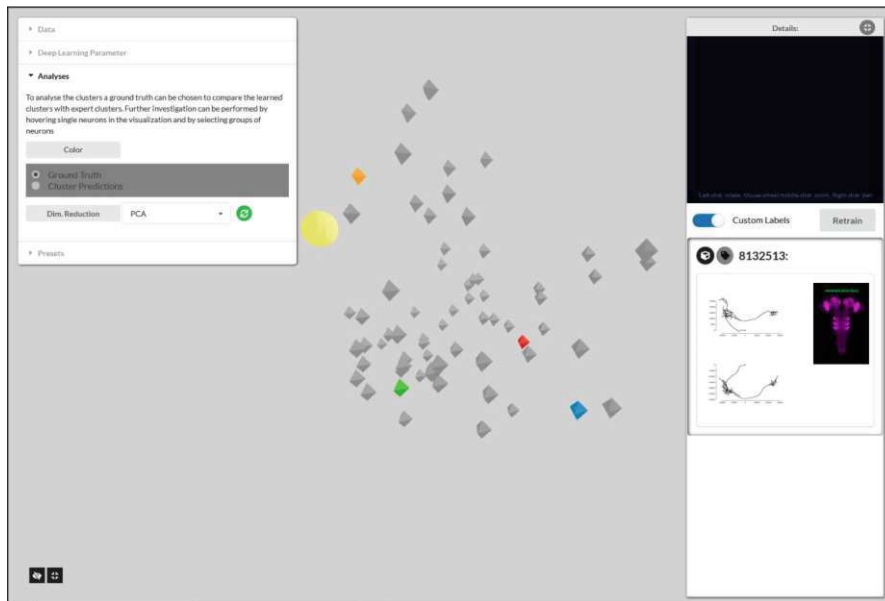 Data
Deep Learning Parameter
Analyses
To analyse the clusters a ground truth can be chosen to compare the learned
clusters with expert clusters. Further investigation can be performed by
hovering single neurons in the visualization and by selecting groups of
neurons
Color
Ground Truth
Cluster Predictions
Dim. Reduction
PCA
Presets
Details:
Custom Labels
Retrain
8132513: